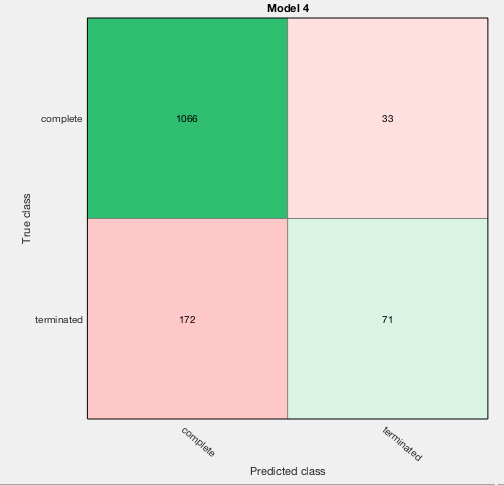 Model 4
complete
1066
33
True class
terminated
172
71
complete
terminated
Predicted class